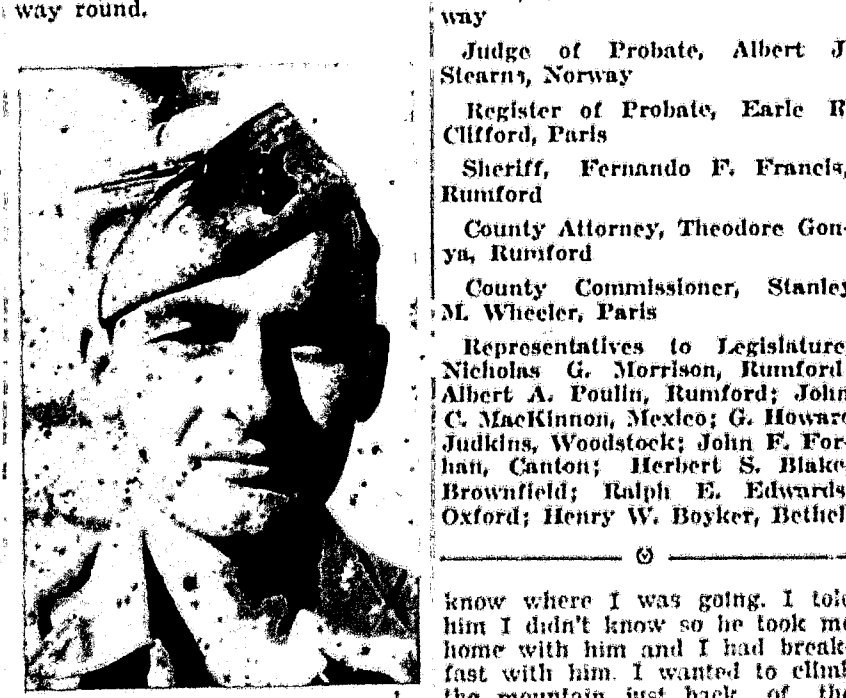 way round.
way
Judge of Probate, Albert J
Stearns, Norway
Register of Probate, Earle R
Clifford, Paris
Sheriff, Fernando F. Francis,
Rumford
County Attorney, Theodore Gon-
ya, Rumford
County Commissioner, Stanley
M. Wheeler, Paris
Representatives to Legislature
Nicholas G. Morrison, Rumford
Albert A. Poulin, Rumford; John
C. MacKinnon, Mexico; G. Howard
Judkins, Woodstock; John F. For-
han, Canton; Herbert S. Blake
Brownfield; Ralph E. Edwards
Oxford; Henry W. Boyker, Bethel
know where I was going. I told
him I didn't know so he took me
home with him and I had break-
fast with him. I wanted to climb
the mountain just back of the